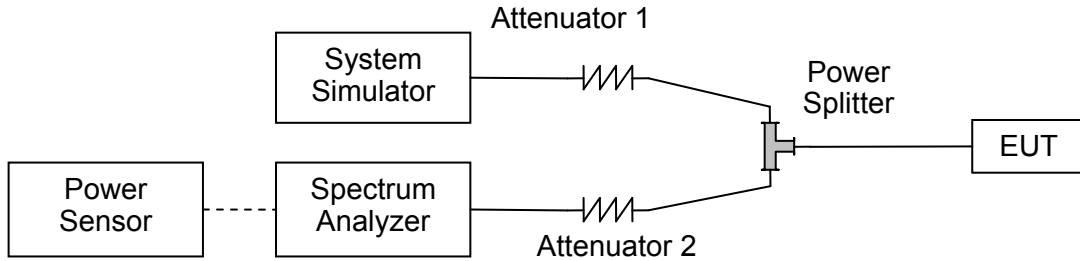 Attenuator 1
System
Simulator
Power
Splitter
EUT
Power
Sensor
Spectrum
Analyzer
Attenuator 2